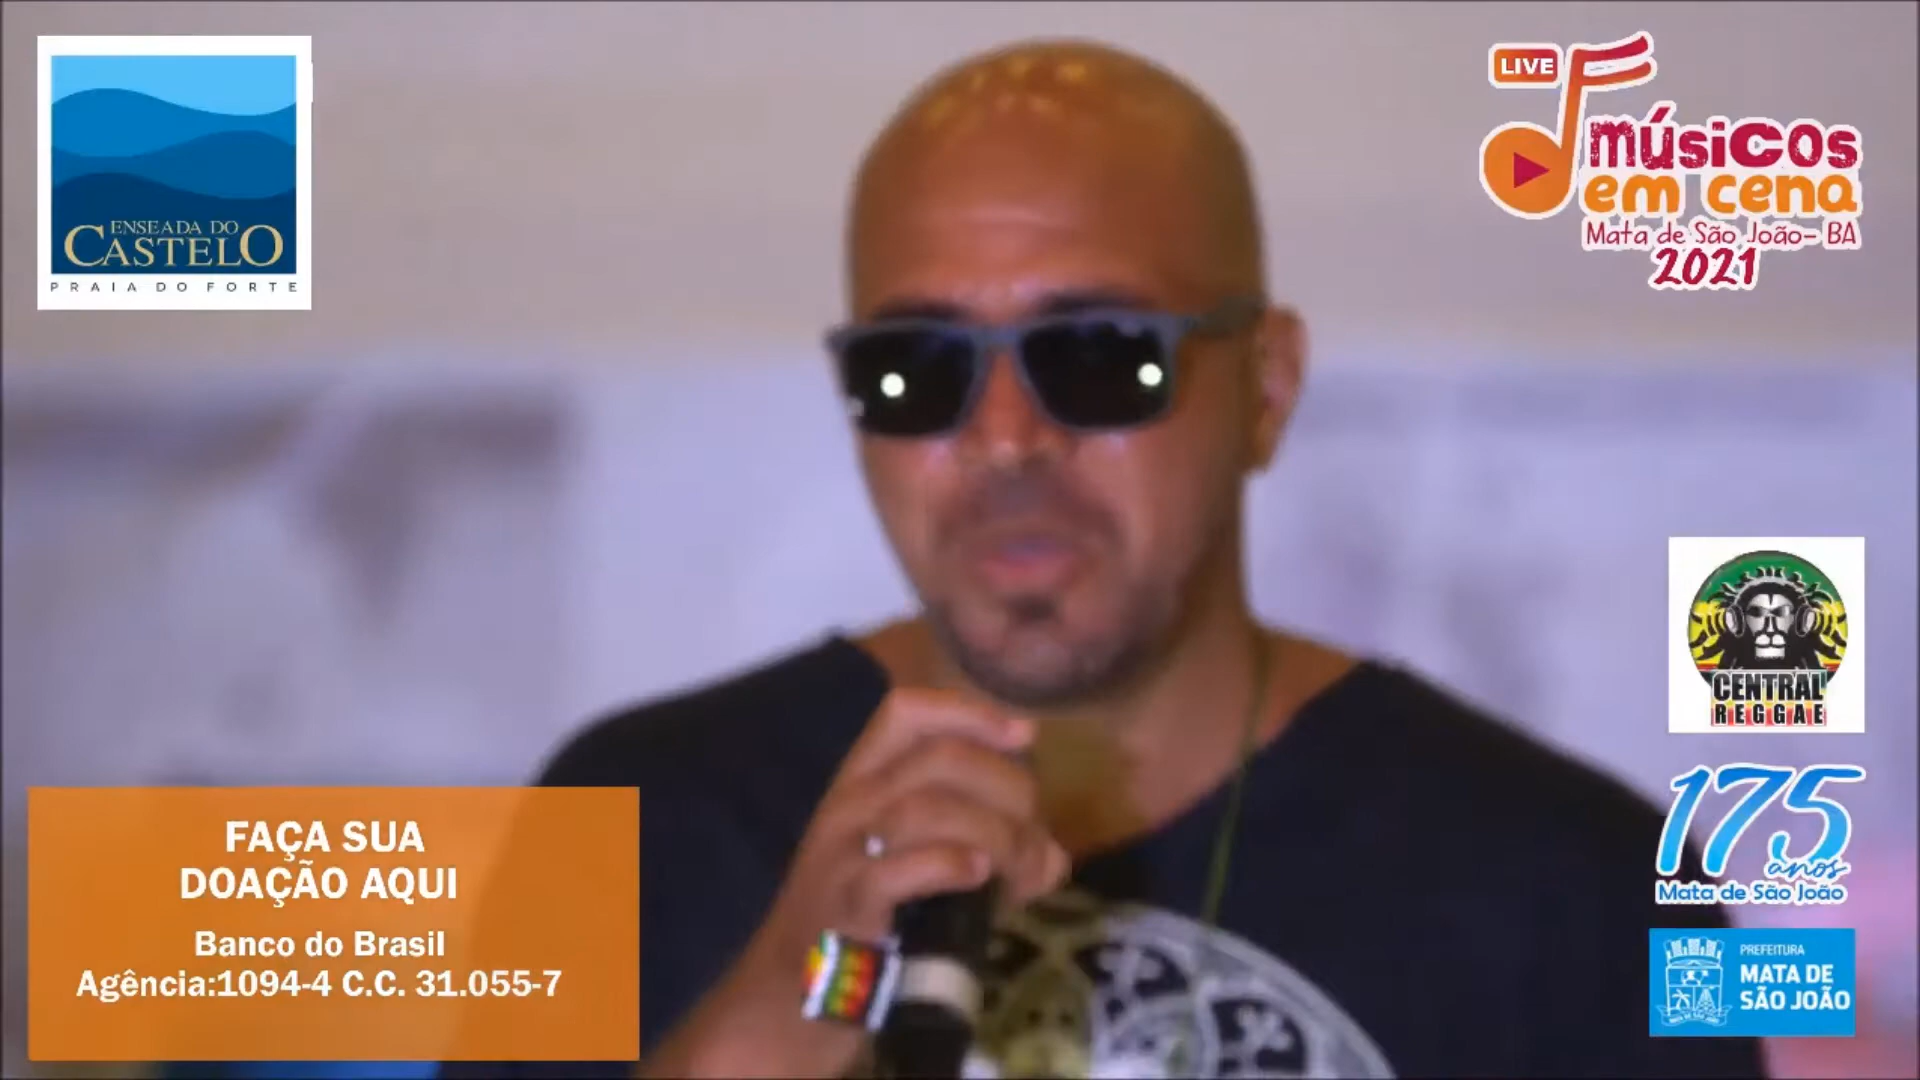 ENSEADA DO
CASTELO
PRAIA DO FORTE
LIVE
músicos
em cena
Mata de São João- BA
2021
CENTRAL
REGGAE
175
anos
Mata de São João
PREFEITURA
MATA DE
SÃO JOÃO
FAÇA SUA
DOAÇÃO AQUI
Banco do Brasil
Agência:1094-4 C.C. 31.055-7